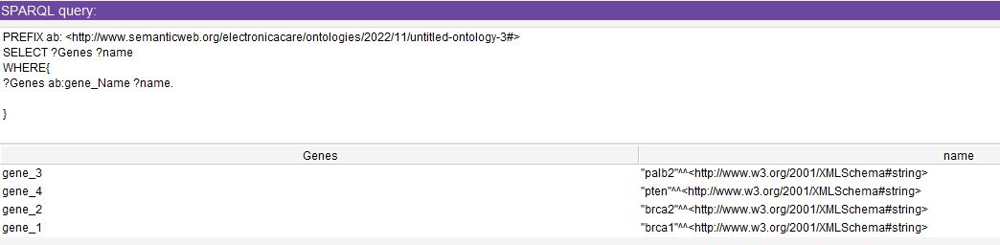 SPARQL query:
PREFIX ab: <http://www.semanticweb.org/electronicacare/ontologies/2022/11/untitled-ontology-3#>
SELECT ?Genes ?name
WHERE{
?Genes ab:gene_Name ?name.
}
Genes name
gene_3 "palb2"^^<http://www.w3.org/2001/XMLSchema#string>
gene_4 "pten"^^<http://www.w3.org/2001/XMLSchema#string>
gene_2 "brca2"^^<http://www.w3.org/2001/XMLSchema#string>
gene_1 "brca1"^^<http://www.w3.org/2001/XMLSchema#string>